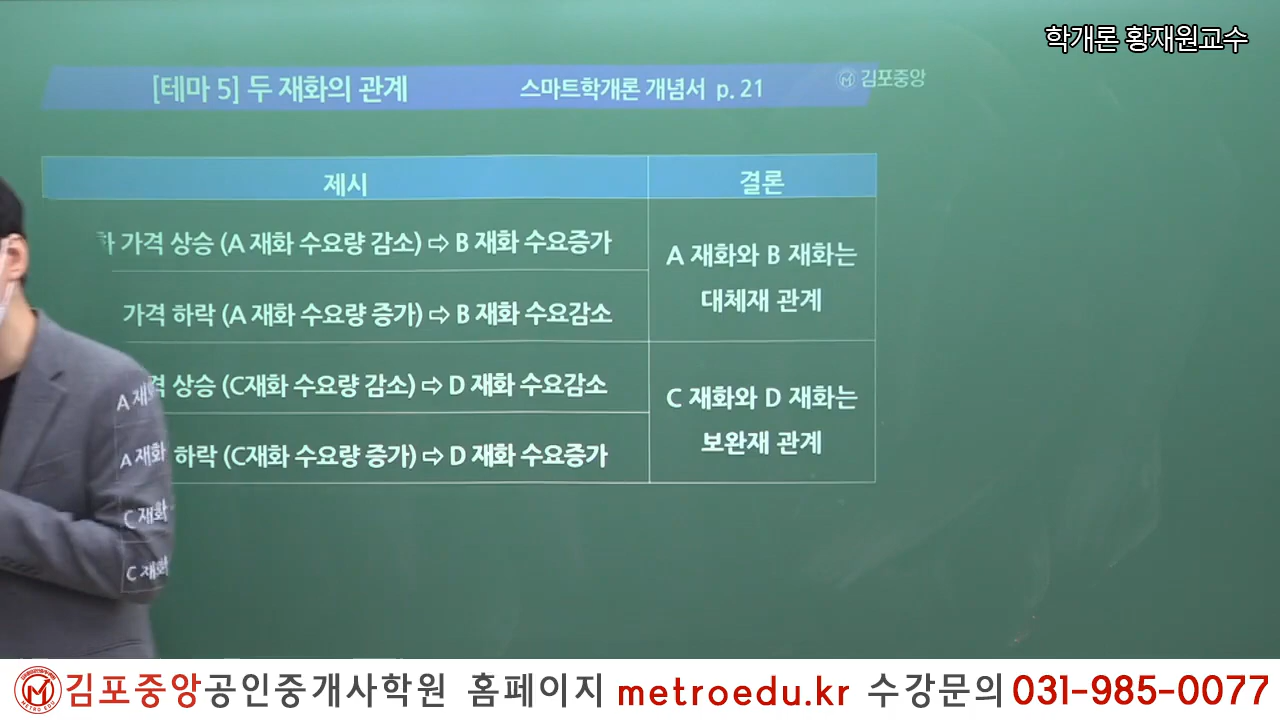 학개론 황재원교수
[테마 5] 두 재화의 관계 스마트학개론 개념서 p. 21 김포중앙
제시 결론
화 가격 상승 (A 재화 수요량 감소) ⇨ B 재화 수요증가
가격 하락 (A 재화 수요량 증가) ⇨ B 재화 수요감소
A 재화와 B 재화는
대체재 관계
격 상승 (C재화 수요량 감소) ⇨ D 재화 수요감소
하락 (C재화 수요량 증가) ⇨ D 재화 수요증가
C 재화와 D 재화는
보완재 관계
A 재화
A 재화
C 재화
C 재화
김포중앙공인중개사학원 홈페이지 metroedu.kr 수강문의 031-985-0077